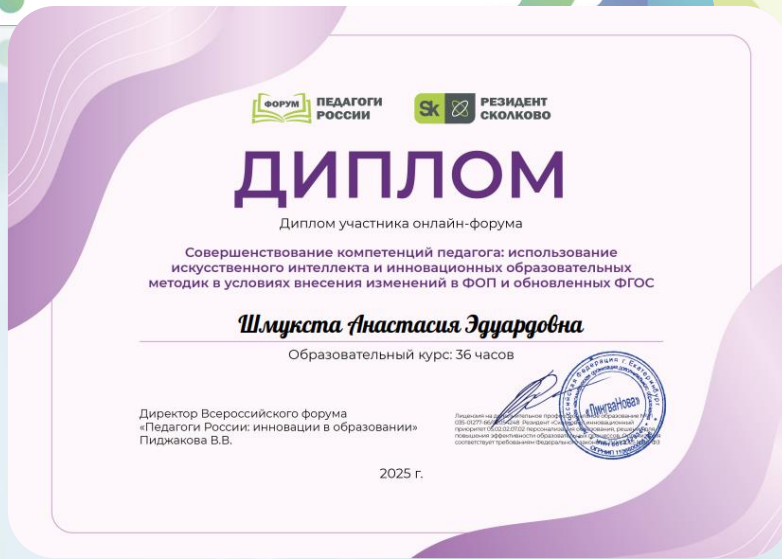 ФОРУМ
ПЕДАГОГИ
РОССИИ
Sk
РЕЗИДЕНТ
СКОЛКОВО
ДИПЛОМ
Диплом участника онлайн-форума
Совершенствование компетенций педагога: использование
искусственного интеллекта и инновационных образовательных
методик в условиях внесения изменений в ФОП и обновленных ФГОС
Шмукста Анастасия Эдуардовна
Образовательный курс: 36 часов
Директор Всероссийского форума
«Педагоги России: инновации в образовании»
Пиджакова В.В.
«ЛингваНова»
2025 г.